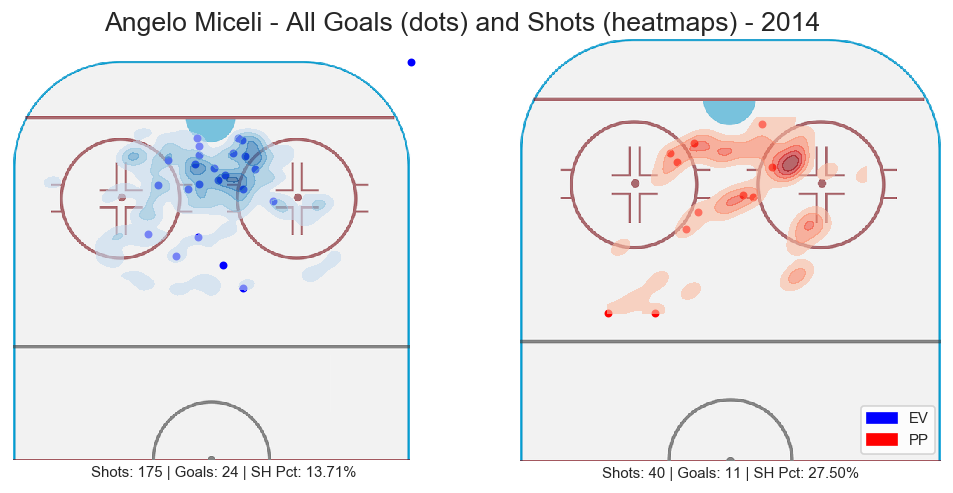 Angelo Miceli - All Goals (dots) and Shots (heatmaps) - 2014
EV
PP
Shots: 175 | Goals: 24 | SH Pct: 13.71%
Shots: 40 | Goals: 11 | SH Pct: 27.50%